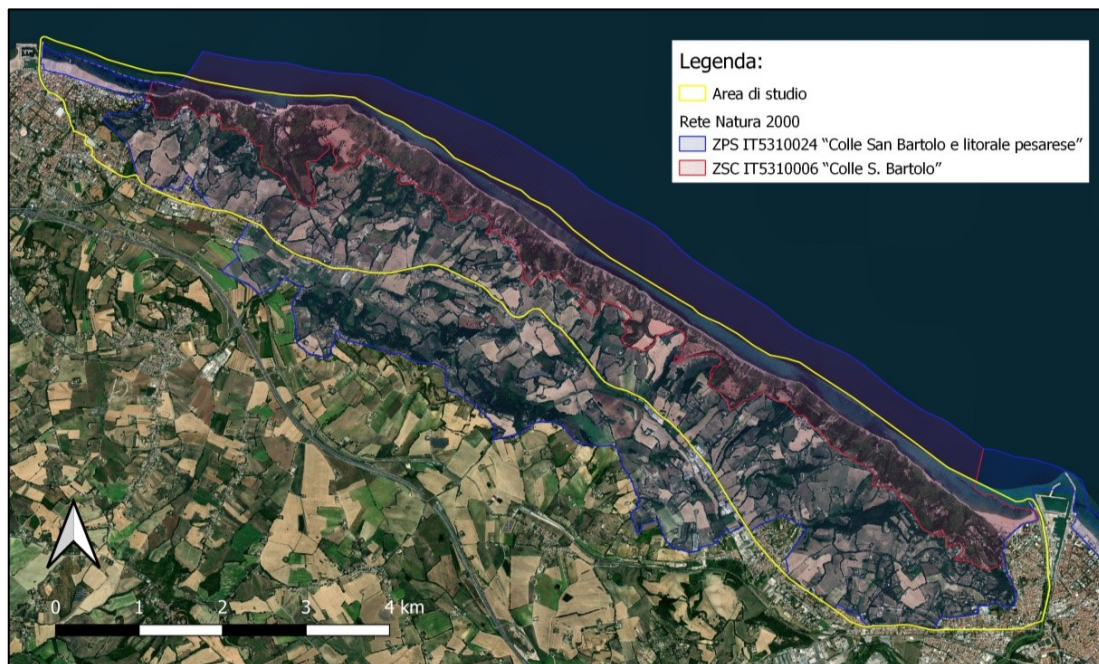 Legenda:
Area di studio
Rete Natura 2000
ZPS IT5310024 “Colle San Bartolo e litorale pesarese”
ZSC IT5310006 “Colle S. Bartolo”
0 1 2 4 km